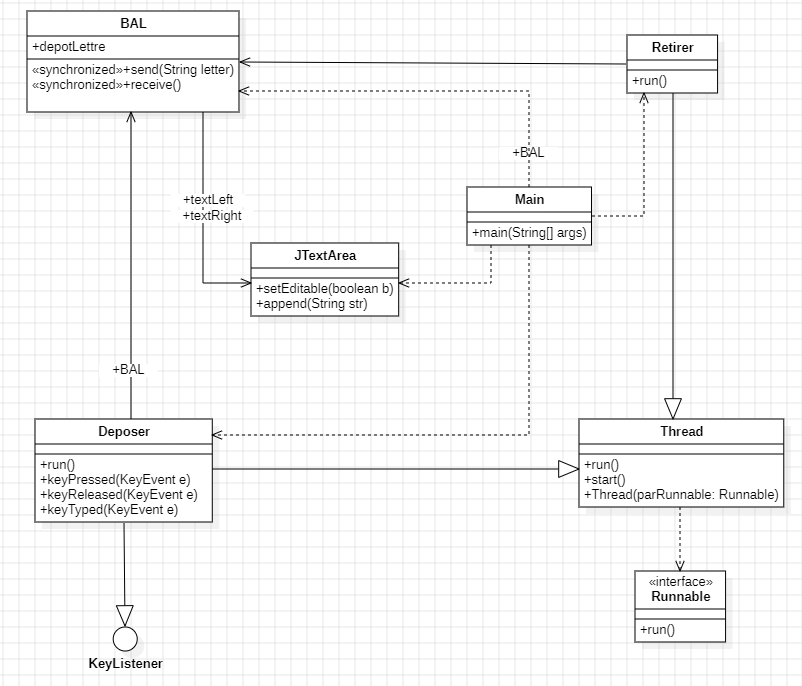 BAL
+depotLettre
«synchronized»+send(String letter)
«synchronized»+receive()
Retirer
+run()
+BAL
Main
+main(String[] args)
+textLeft
+textRight
JTextArea
+setEditable(boolean b)
+append(String str)
+BAL
Deposer
+run()
+keyPressed(KeyEvent e)
+keyReleased(KeyEvent e)
+keyTyped(KeyEvent e)
Thread
+run()
+start()
+Thread(parRunnable: Runnable)
«interface»
Runnable
+run()
KeyListener